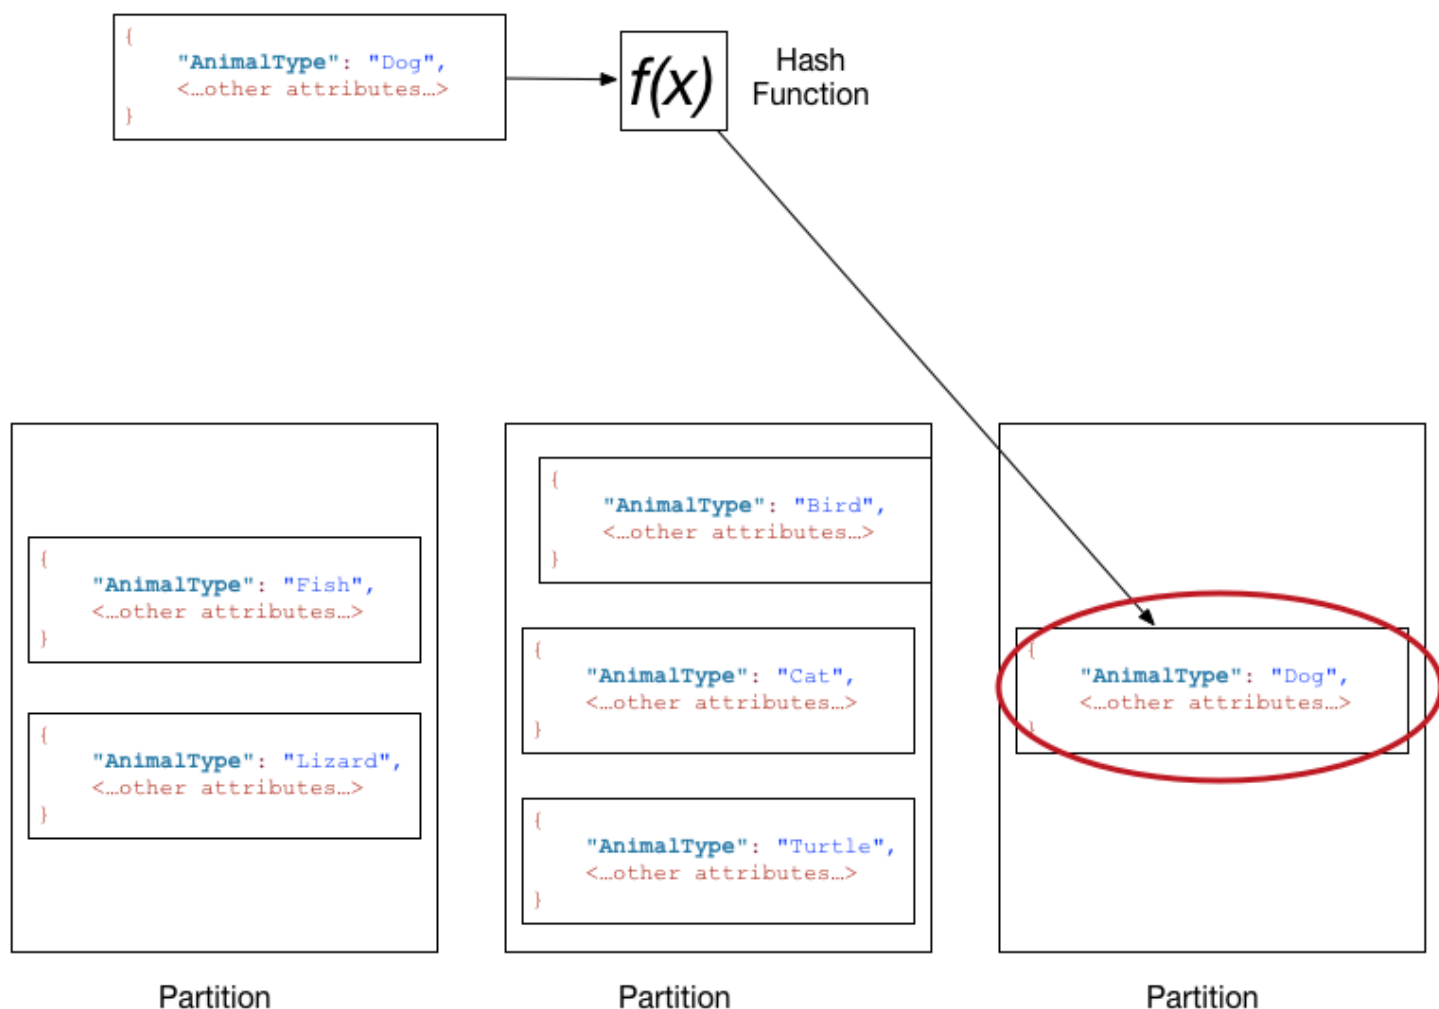 {
"AnimalType": "Dog",
<…other attributes…>
}
f(x)
Hash
Function
{
"AnimalType": "Fish",
<…other attributes…>
}
{
"AnimalType": "Lizard",
<…other attributes…>
}
Partition
{
"AnimalType": "Bird",
<…other attributes…>
}
{
"AnimalType": "Cat",
<…other attributes…>
}
{
"AnimalType": "Turtle",
<…other attributes…>
}
Partition
{
"AnimalType": "Dog",
<…other attributes…>
}
Partition